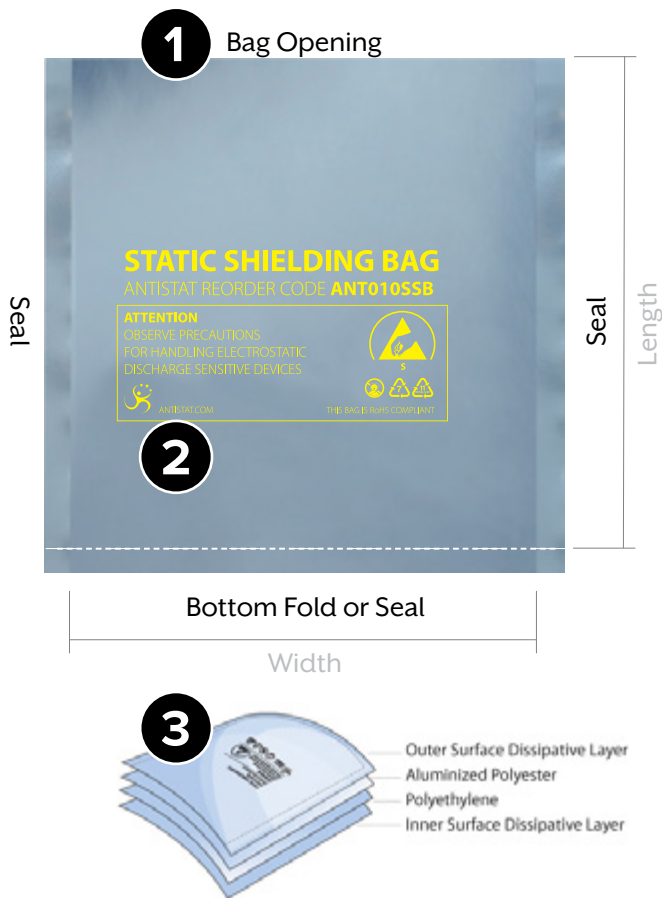 1 Bag Opening
STATIC SHIELDING BAG
ANTISTAT REORDER CODE ANT010SSB
ATTENTION
OBSERVE PRECAUTIONS
FOR HANDLING ELECTROSTATIC
DISCHARGE SENSITIVE DEVICES
S
7 11
ANTISTAT.COM
THIS BAG IS RoHS COMPLIANT
Seal
Seal
Length
2
Bottom Fold or Seal
Width
3
Outer Surface Dissipative Layer
Aluminized Polyester
Polyethylene
Inner Surface Dissipative Layer